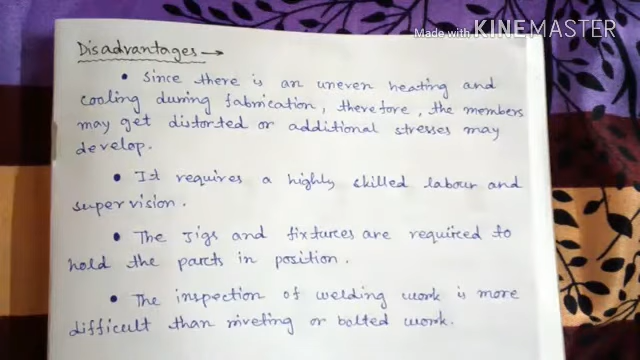 Made with KINEMASTER
Disadvantages →
• Since there is an uneven heating and
cooling during fabrication, therefore, the members
may get distorted or additional stresses may
develop.
• It requires a highly skilled labour and
supervision.
• The Jigs and fixtures are required to
hold the parts in position.
• The inspection of welding work is more
difficult than riveting or bolted work.